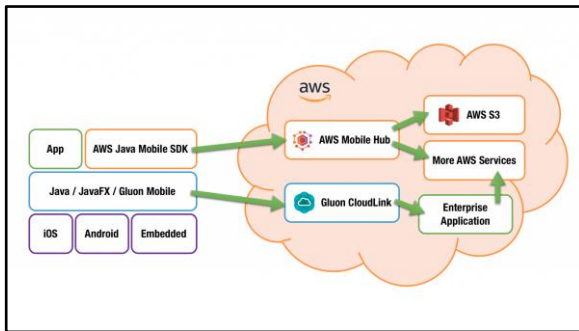 aws
AWS S3
AWS Mobile Hub
App
AWS Java Mobile SDK
More AWS Services
Java / JavaFX / Gluon Mobile
Gluon CloudLink
Enterprise
Application
iOS
Android
Embedded